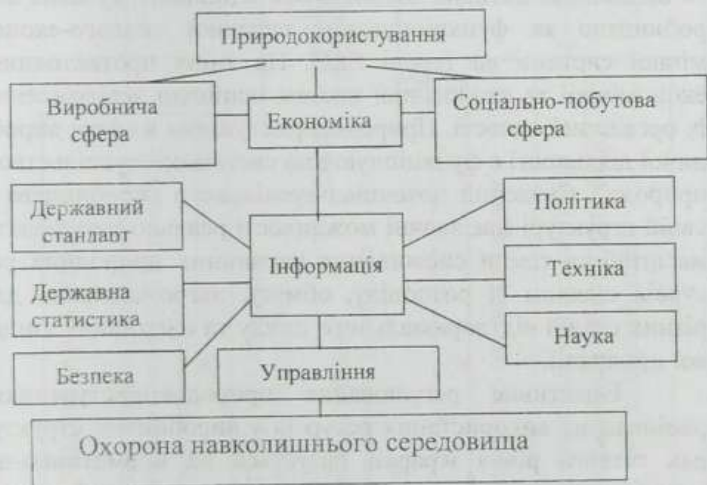 Природокористування
Виробнича
сфера
Економіка
Соціально-побутова
сфера
Державний
стандарт
Інформація
Політика
Державна
статистика
Техніка
Безпека
Управління
Наука
Охорона навколишнього середовища